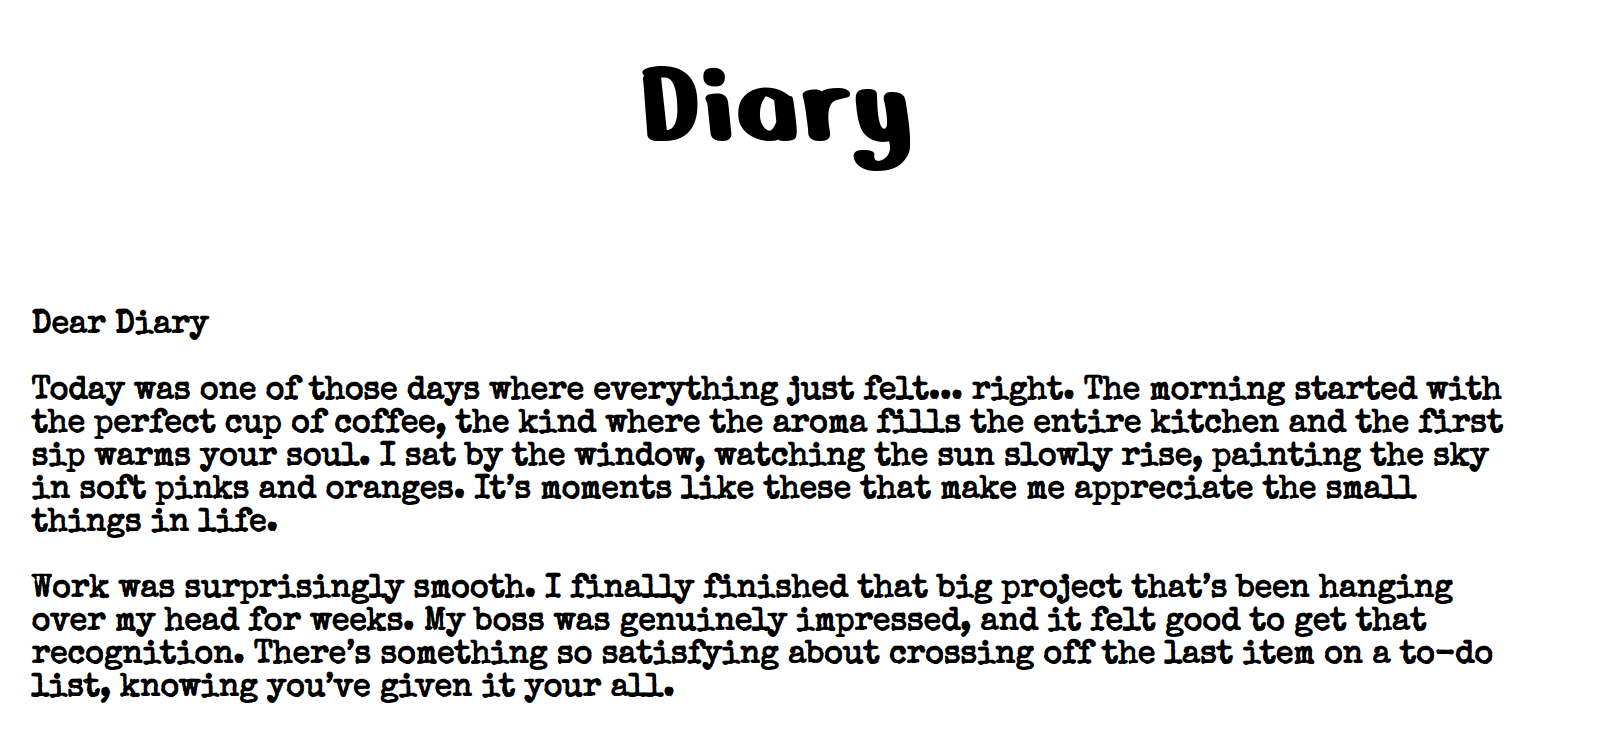 Diary
Dear Diary
Today was one of those days where everything just felt... right. The morning started with
the perfect cup of coffee, the kind where the aroma fills the entire kitchen and the first
sip warms your soul. I sat by the window, watching the sun slowly rise, painting the sky
in soft pinks and oranges. It's moments like these that make me appreciate the small
things in life.
Work was surprisingly smooth. I finally finished that big project that's been hanging
over my head for weeks. My boss was genuinely impressed, and it felt good to get that
recognition. There's something so satisfying about crossing off the last item on a to-do
list, knowing you've given it your all.